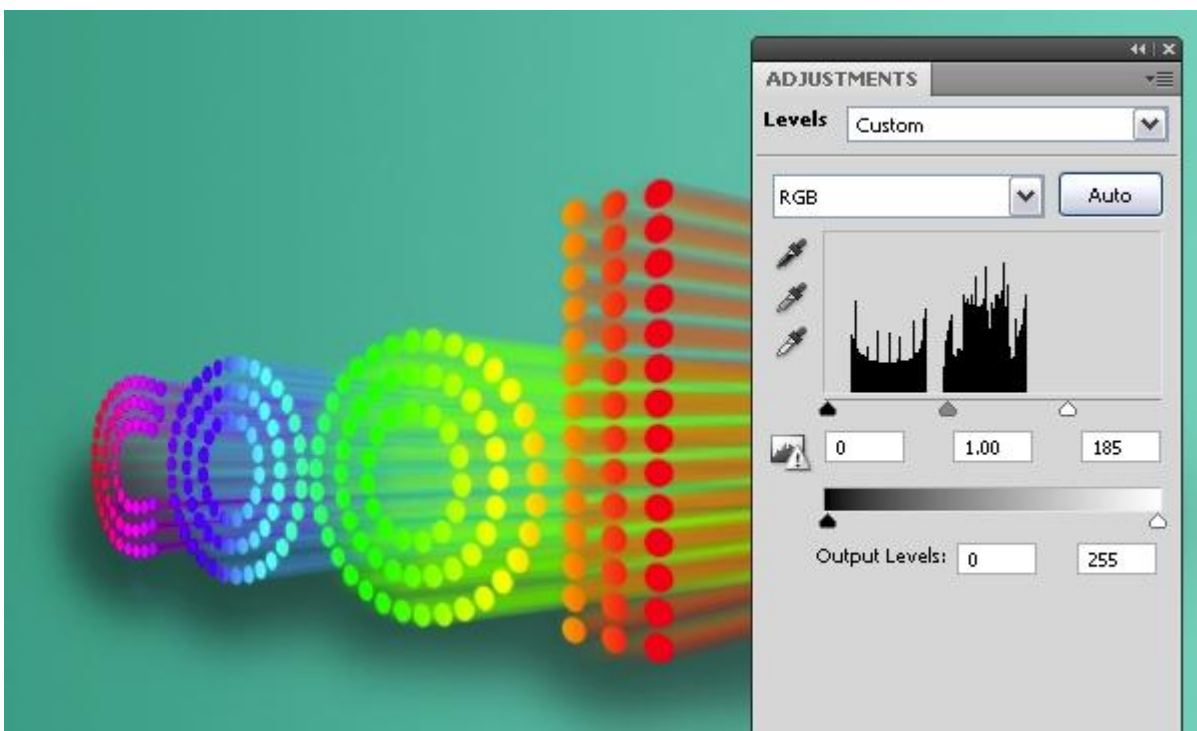 cool
ADJUSTMENTS
Levels Custom
RGB Auto
0 1.00 185
Output Levels: 0 255